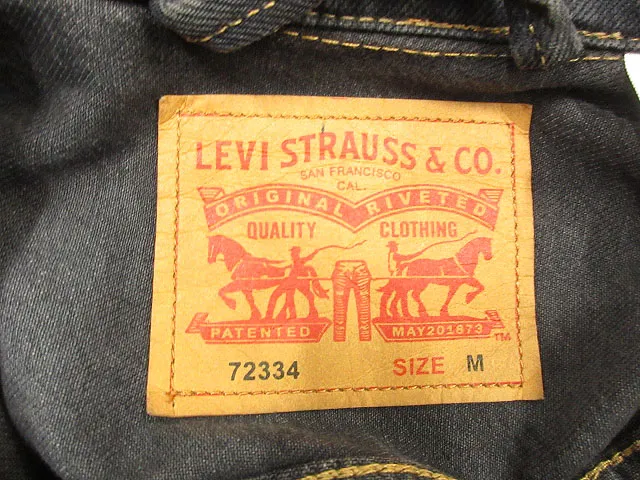 LEVI STRAUSS & CO.
SAN FRANCISCO
CAL.
ORIGINAL RIVETED
QUALITY CLOTHING
PATENTED MAY201873 TM
72334 SIZE M